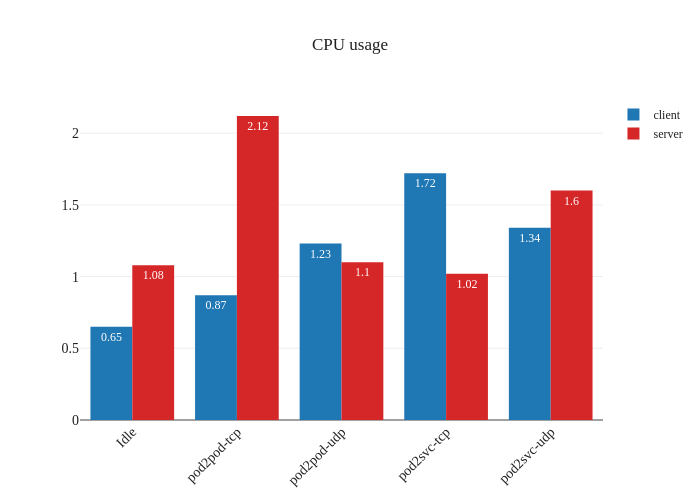 CPU usage
client
server
2
1.5
1
0.5
0
0.65
1.08
0.87
2.12
1.23
1.1
1.72
1.02
1.34
1.6
Idle
pod2pod-tcp
pod2pod-udp
pod2svc-tcp
pod2svc-udp